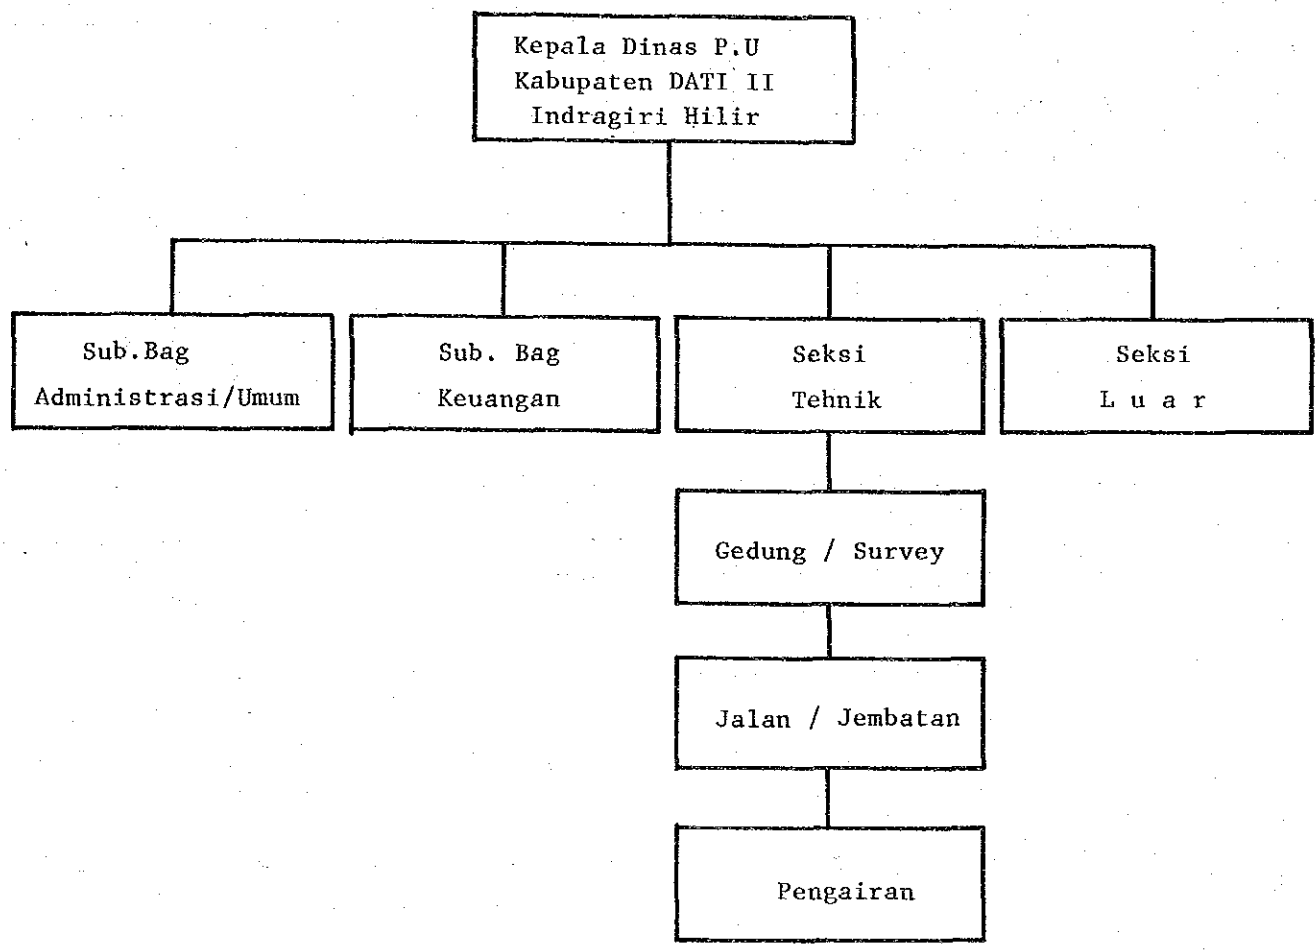 Kepala Dinas P.U
Kabupaten DATI II
Indragiri Hilir
Sub.Bag
Administrasi/Umum
Sub. Bag
Keuangan
Seksi
Tehnik
Seksi
L u a r
Gedung / Survey
Jalan / Jembatan
Pengairan